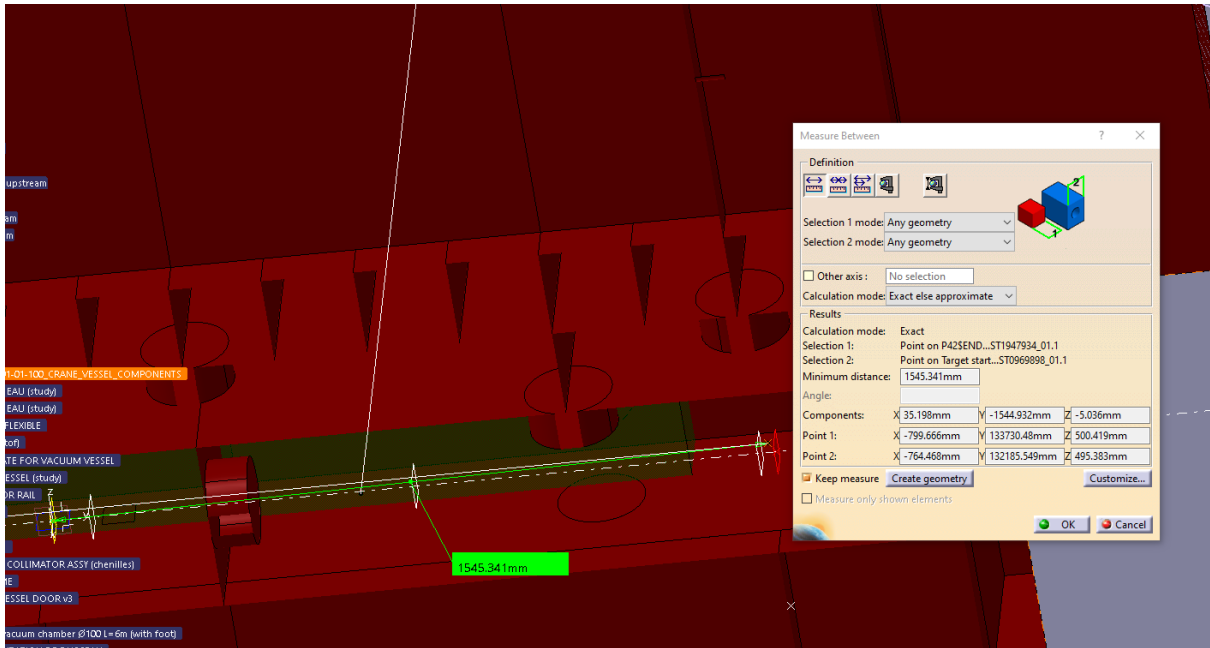 upstream
am
m
01-01-100_CRANE_VESSEL_COMPONENTS
EAU (study)
EAU (study)
FLEXIBLE
tof)
ATE FOR VACUUM VESSEL
ESSEL (study)
OR RAIL
Z
COLLIMATOR ASSY (chenilles)
ME
ESSEL DOOR v3
vacuum chamber Ø100 L=6m (with foot)
1545.341mm
Measure Between
? ×
Definition
2
1
Selection 1 mode: Any geometry
Selection 2 mode: Any geometry
Other axis : No selection
Calculation mode: Exact else approximate
Results
Calculation mode: Exact
Selection 1: Point on P42$END...ST1947934_01.1
Selection 2: Point on Target start...ST0969898_01.1
Minimum distance: 1545.341mm
Angle:
Components: X 35.198mm Y -1544.932mm Z -5.036mm
Point 1: X -799.666mm Y 133730.48mm Z 500.419mm
Point 2: X -764.468mm Y 132185.549mm Z 495.383mm
Keep measure Create geometry Customize...
Measure only shown elements
OK Cancel